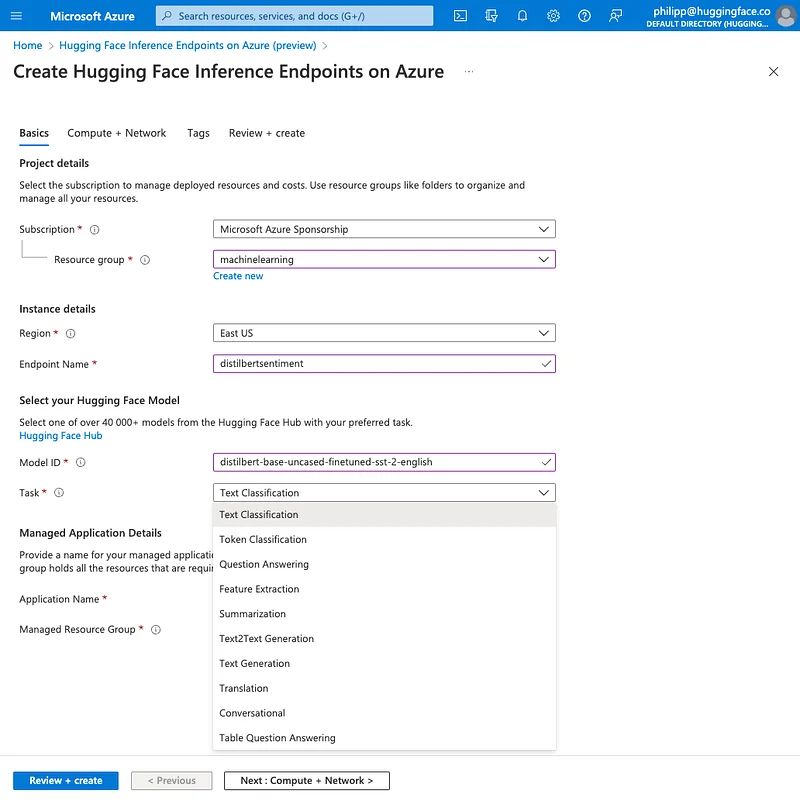 Microsoft Azure
Search resources, services, and docs (G+/)
philipp@huggingface.co
DEFAULT DIRECTORY (HUGGING...
Home > Hugging Face Inference Endpoints on Azure (preview) >
Create Hugging Face Inference Endpoints on Azure ...
Basics Compute + Network Tags Review + create
Project details
Select the subscription to manage deployed resources and costs. Use resource groups like folders to organize and
manage all your resources.
Subscription * Microsoft Azure Sponsorship
Resource group * machinelearning
Create new
Instance details
Region * East US
Endpoint Name * distilbertsentiment
Select your Hugging Face Model
Select one of over 40 000+ models from the Hugging Face Hub with your preferred task.
Hugging Face Hub
Model ID * distilbert-base-uncased-finetuned-sst-2-english
Task * Text Classification
Text Classification
Token Classification
Question Answering
Feature Extraction
Summarization
Text2Text Generation
Text Generation
Translation
Conversational
Table Question Answering
Managed Application Details
Provide a name for your managed applicatio
group holds all the resources that are requir
Application Name *
Managed Resource Group *
Review + create < Previous Next : Compute + Network >